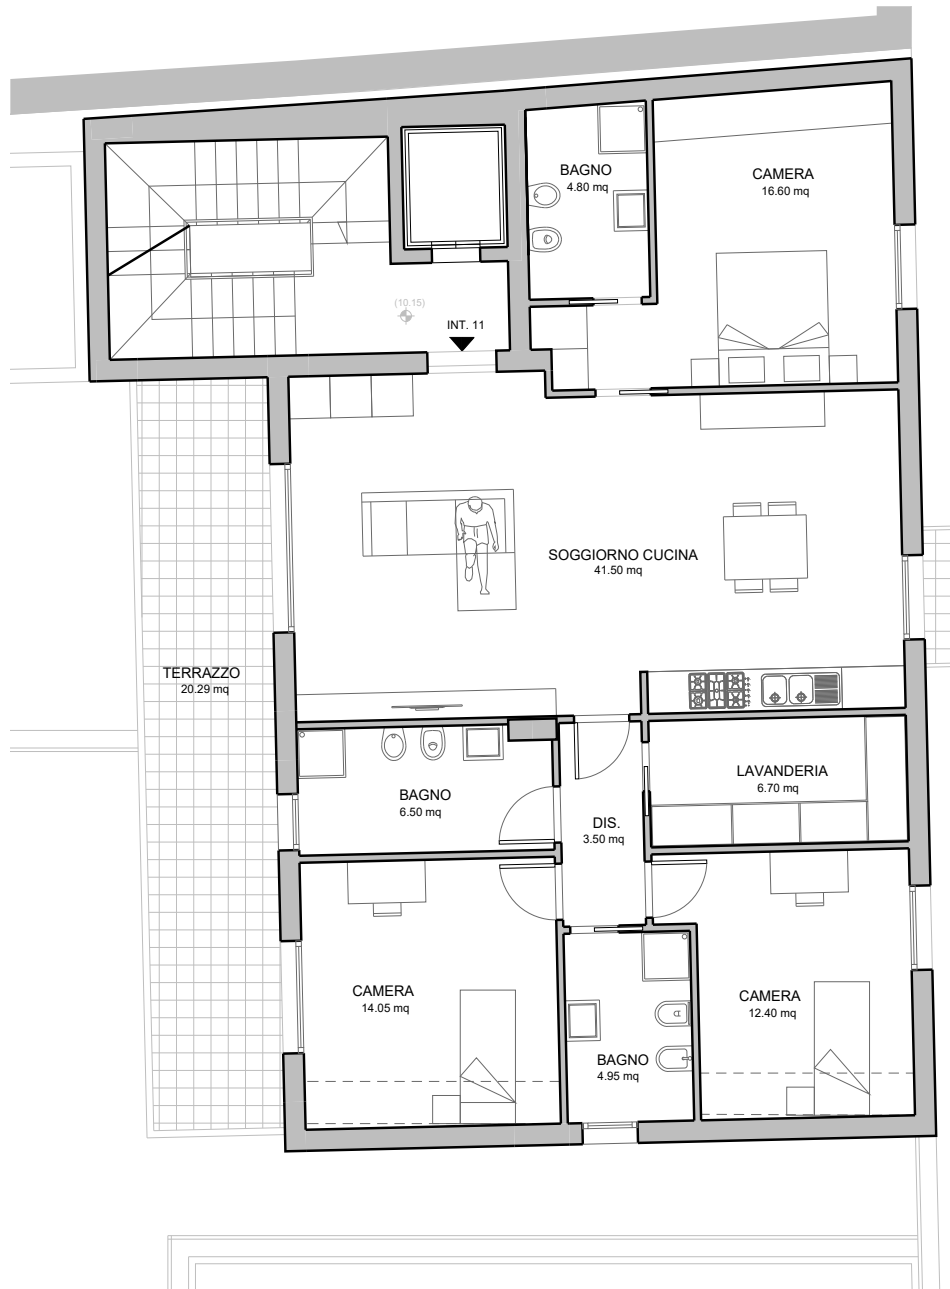 BAGNO
4.80 mq
CAMERA
16.60 mq
(10.15)
INT. 11
SOGGIORNO CUCINA
41.50 mq
TERRAZZO
20.29 mq
BAGNO
6.50 mq
DIS.
3.50 mq
LAVANDERIA
6.70 mq
CAMERA
14.05 mq
BAGNO
4.95 mq
CAMERA
12.40 mq